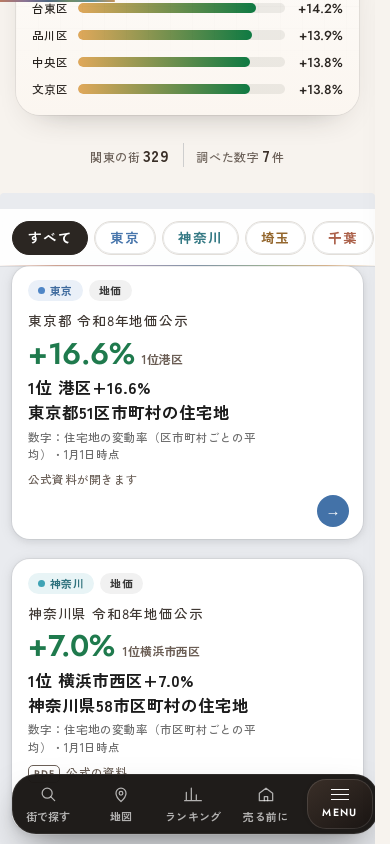 台東区 +14.2%
品川区 +13.9%
中央区 +13.8%
文京区 +13.8%
関東の街 329 調べた数字 7 件
すべて 東京 神奈川 埼玉 千葉
東京 地価
東京都 令和8年地価公示
+16.6% 1位港区
1位 港区+16.6%
東京都51区市町村の住宅地
数字：住宅地の変動率（区市町村ごとの平
均）・1月1日時点
公式資料が開きます
→
神奈川 地価
神奈川県 令和8年地価公示
+7.0% 1位横浜市西区
1位 横浜市西区+7.0%
神奈川県58市区町村の住宅地
数字：住宅地の変動率（市区町村ごとの平
均）・1月1日時点
PDF 公式の資料
街で探す 地図 ランキング 売る前に MENU